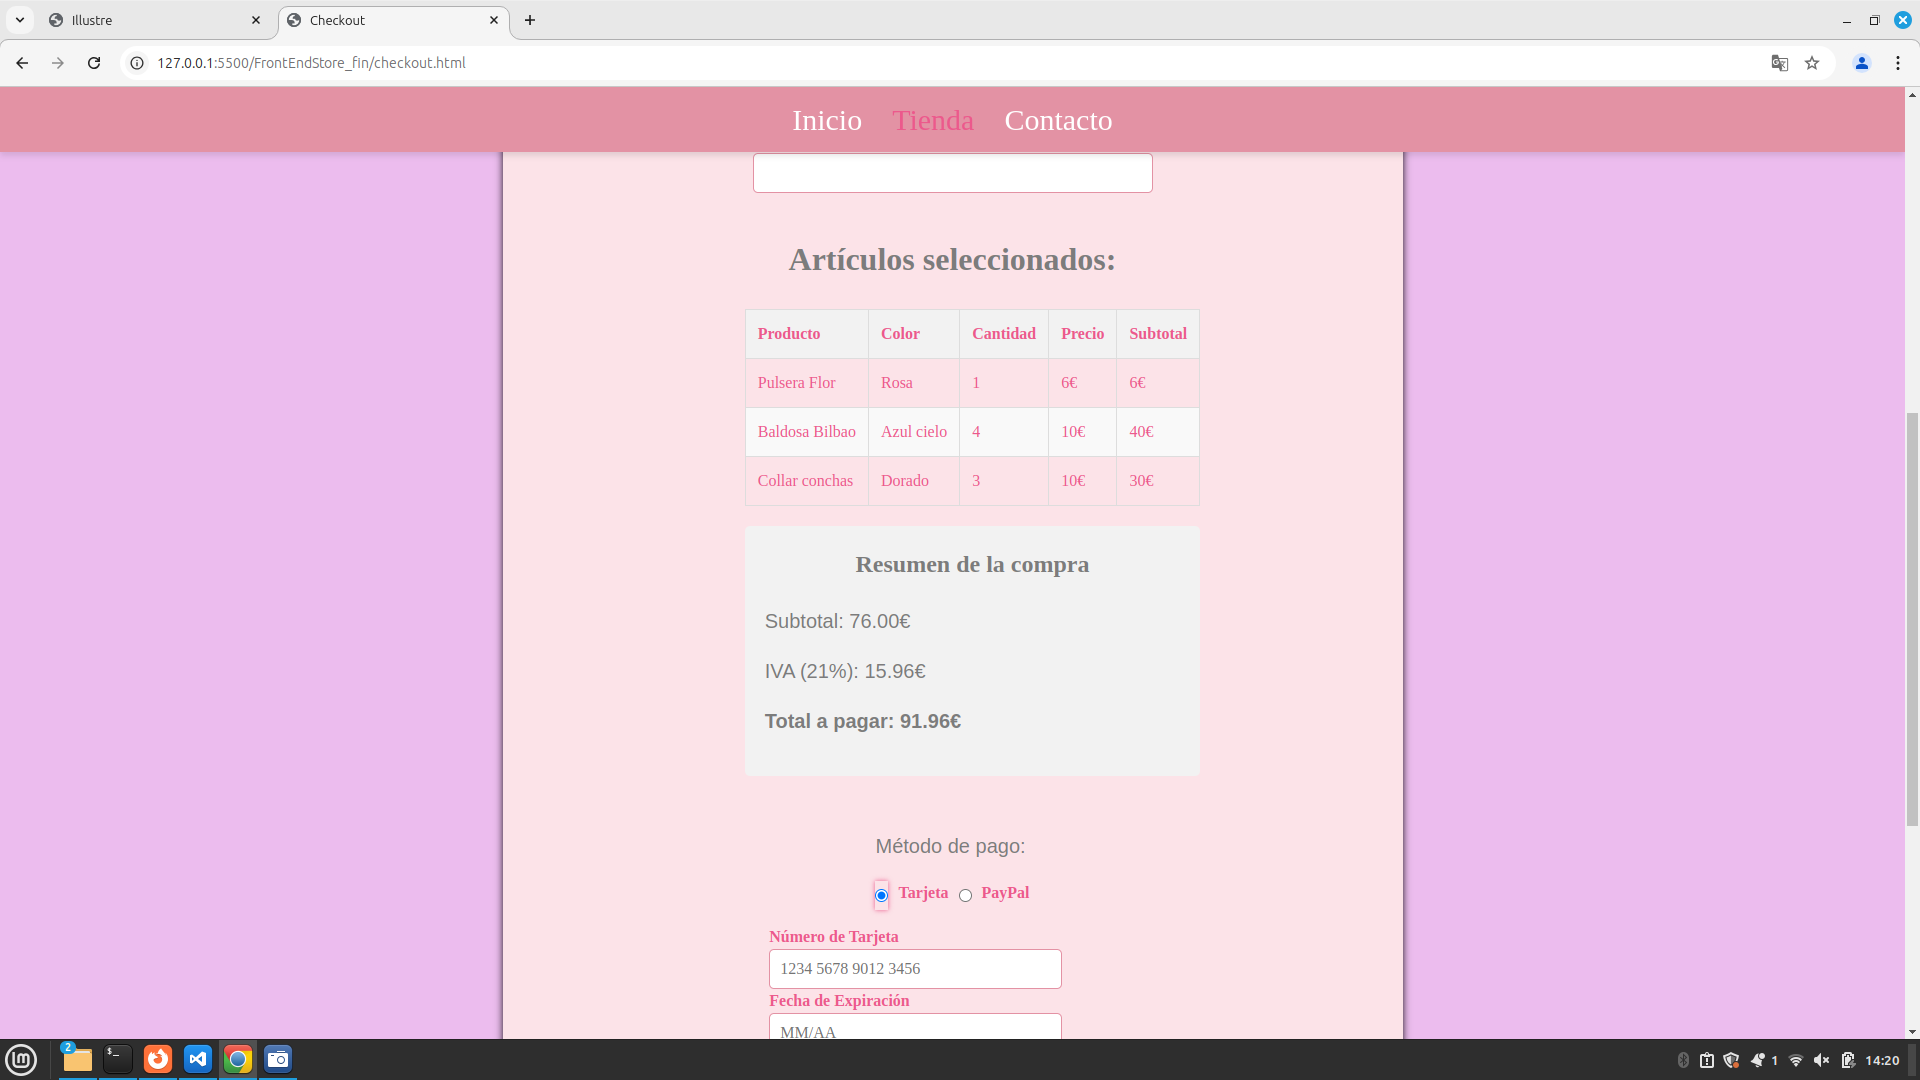 Illustre
Checkout
127.0.0.1:5500/FrontEndStore_fin/checkout.html
Inicio Tienda Contacto
Artículos seleccionados:
Producto Color Cantidad Precio Subtotal
Pulsera Flor Rosa 1 6€ 6€
Baldosa Bilbao Azul cielo 4 10€ 40€
Collar conchas Dorado 3 10€ 30€
Resumen de la compra
Subtotal: 76.00€
IVA (21%): 15.96€
Total a pagar: 91.96€
Método de pago:
Tarjeta PayPal
Número de Tarjeta
1234 5678 9012 3456
Fecha de Expiración
MM/AA
2
$_
lm
1
14:20